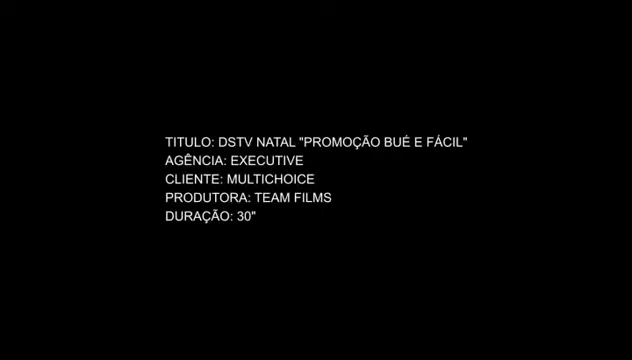 TITULO: DSTV NATAL "PROMOÇÃO BUÉ E FÁCIL"
AGÊNCIA: EXECUTIVE
CLIENTE: MULTICHOICE
PRODUTORA: TEAM FILMS
DURAÇÃO: 30"